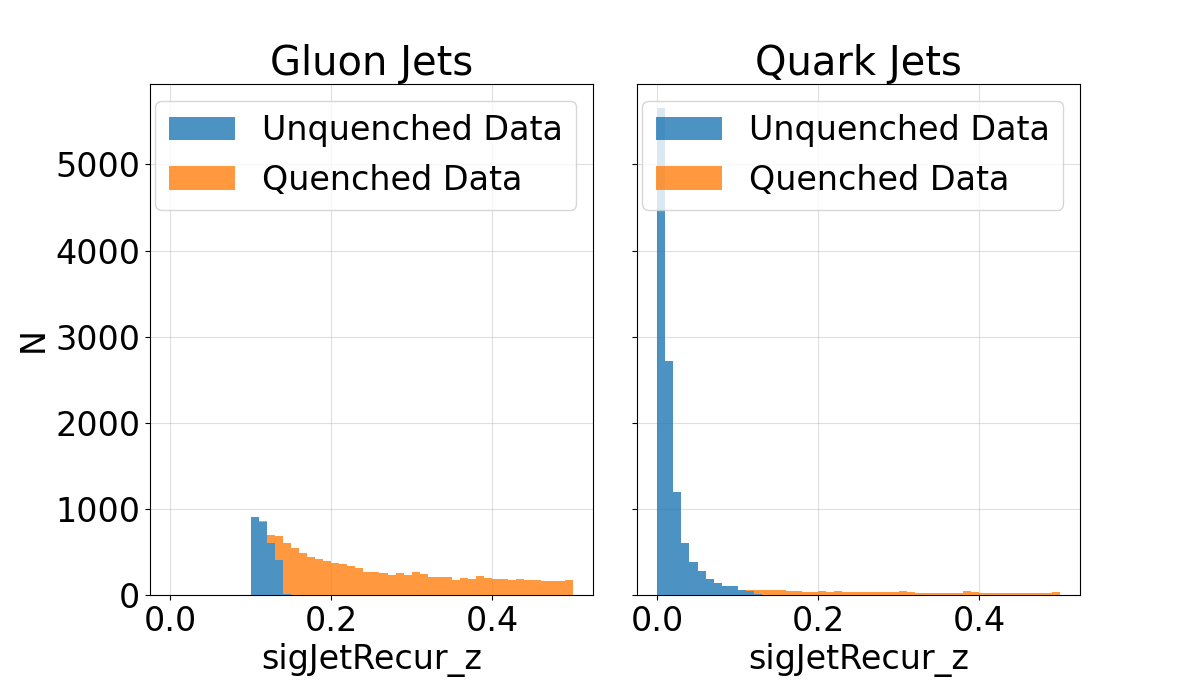 Gluon Jets
Quark Jets
Unquenched Data
Quenched Data
Unquenched Data
Quenched Data
5000
4000
3000
2000
1000
0
N
0.0 0.2 0.4
0.0 0.2 0.4
sigJetRecur_z
sigJetRecur_z